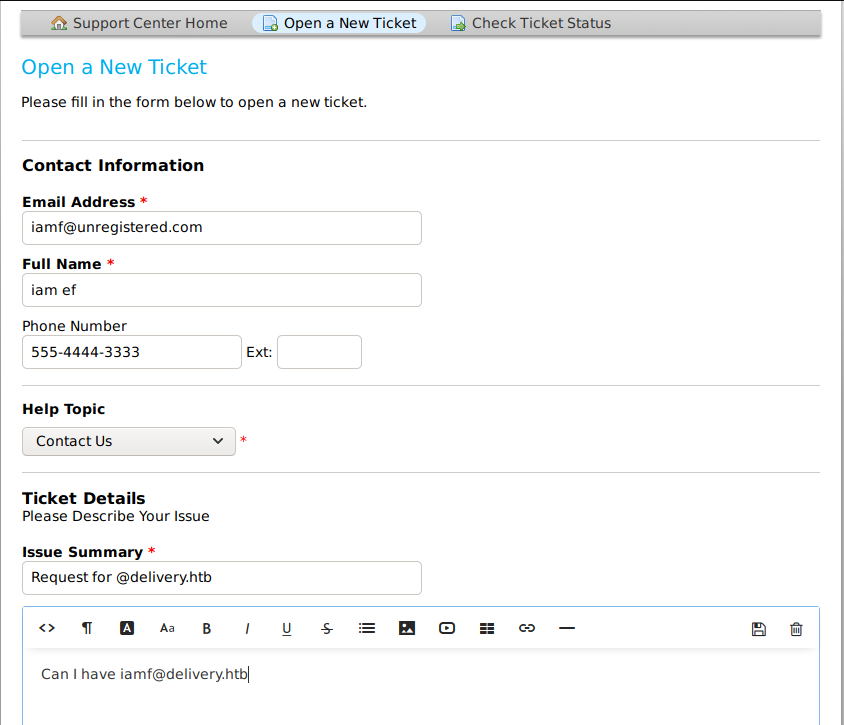 Support Center Home Open a New Ticket Check Ticket Status
Open a New Ticket
Please fill in the form below to open a new ticket.
Contact Information
Email Address *
iamf@unregistered.com
Full Name *
iam ef
Phone Number
555-4444-3333 Ext:
Help Topic
Contact Us *
Ticket Details
Please Describe Your Issue
Issue Summary *
Request for @delivery.htb
<> ¶ A Aa B I U S
Can I have iamf@delivery.htb